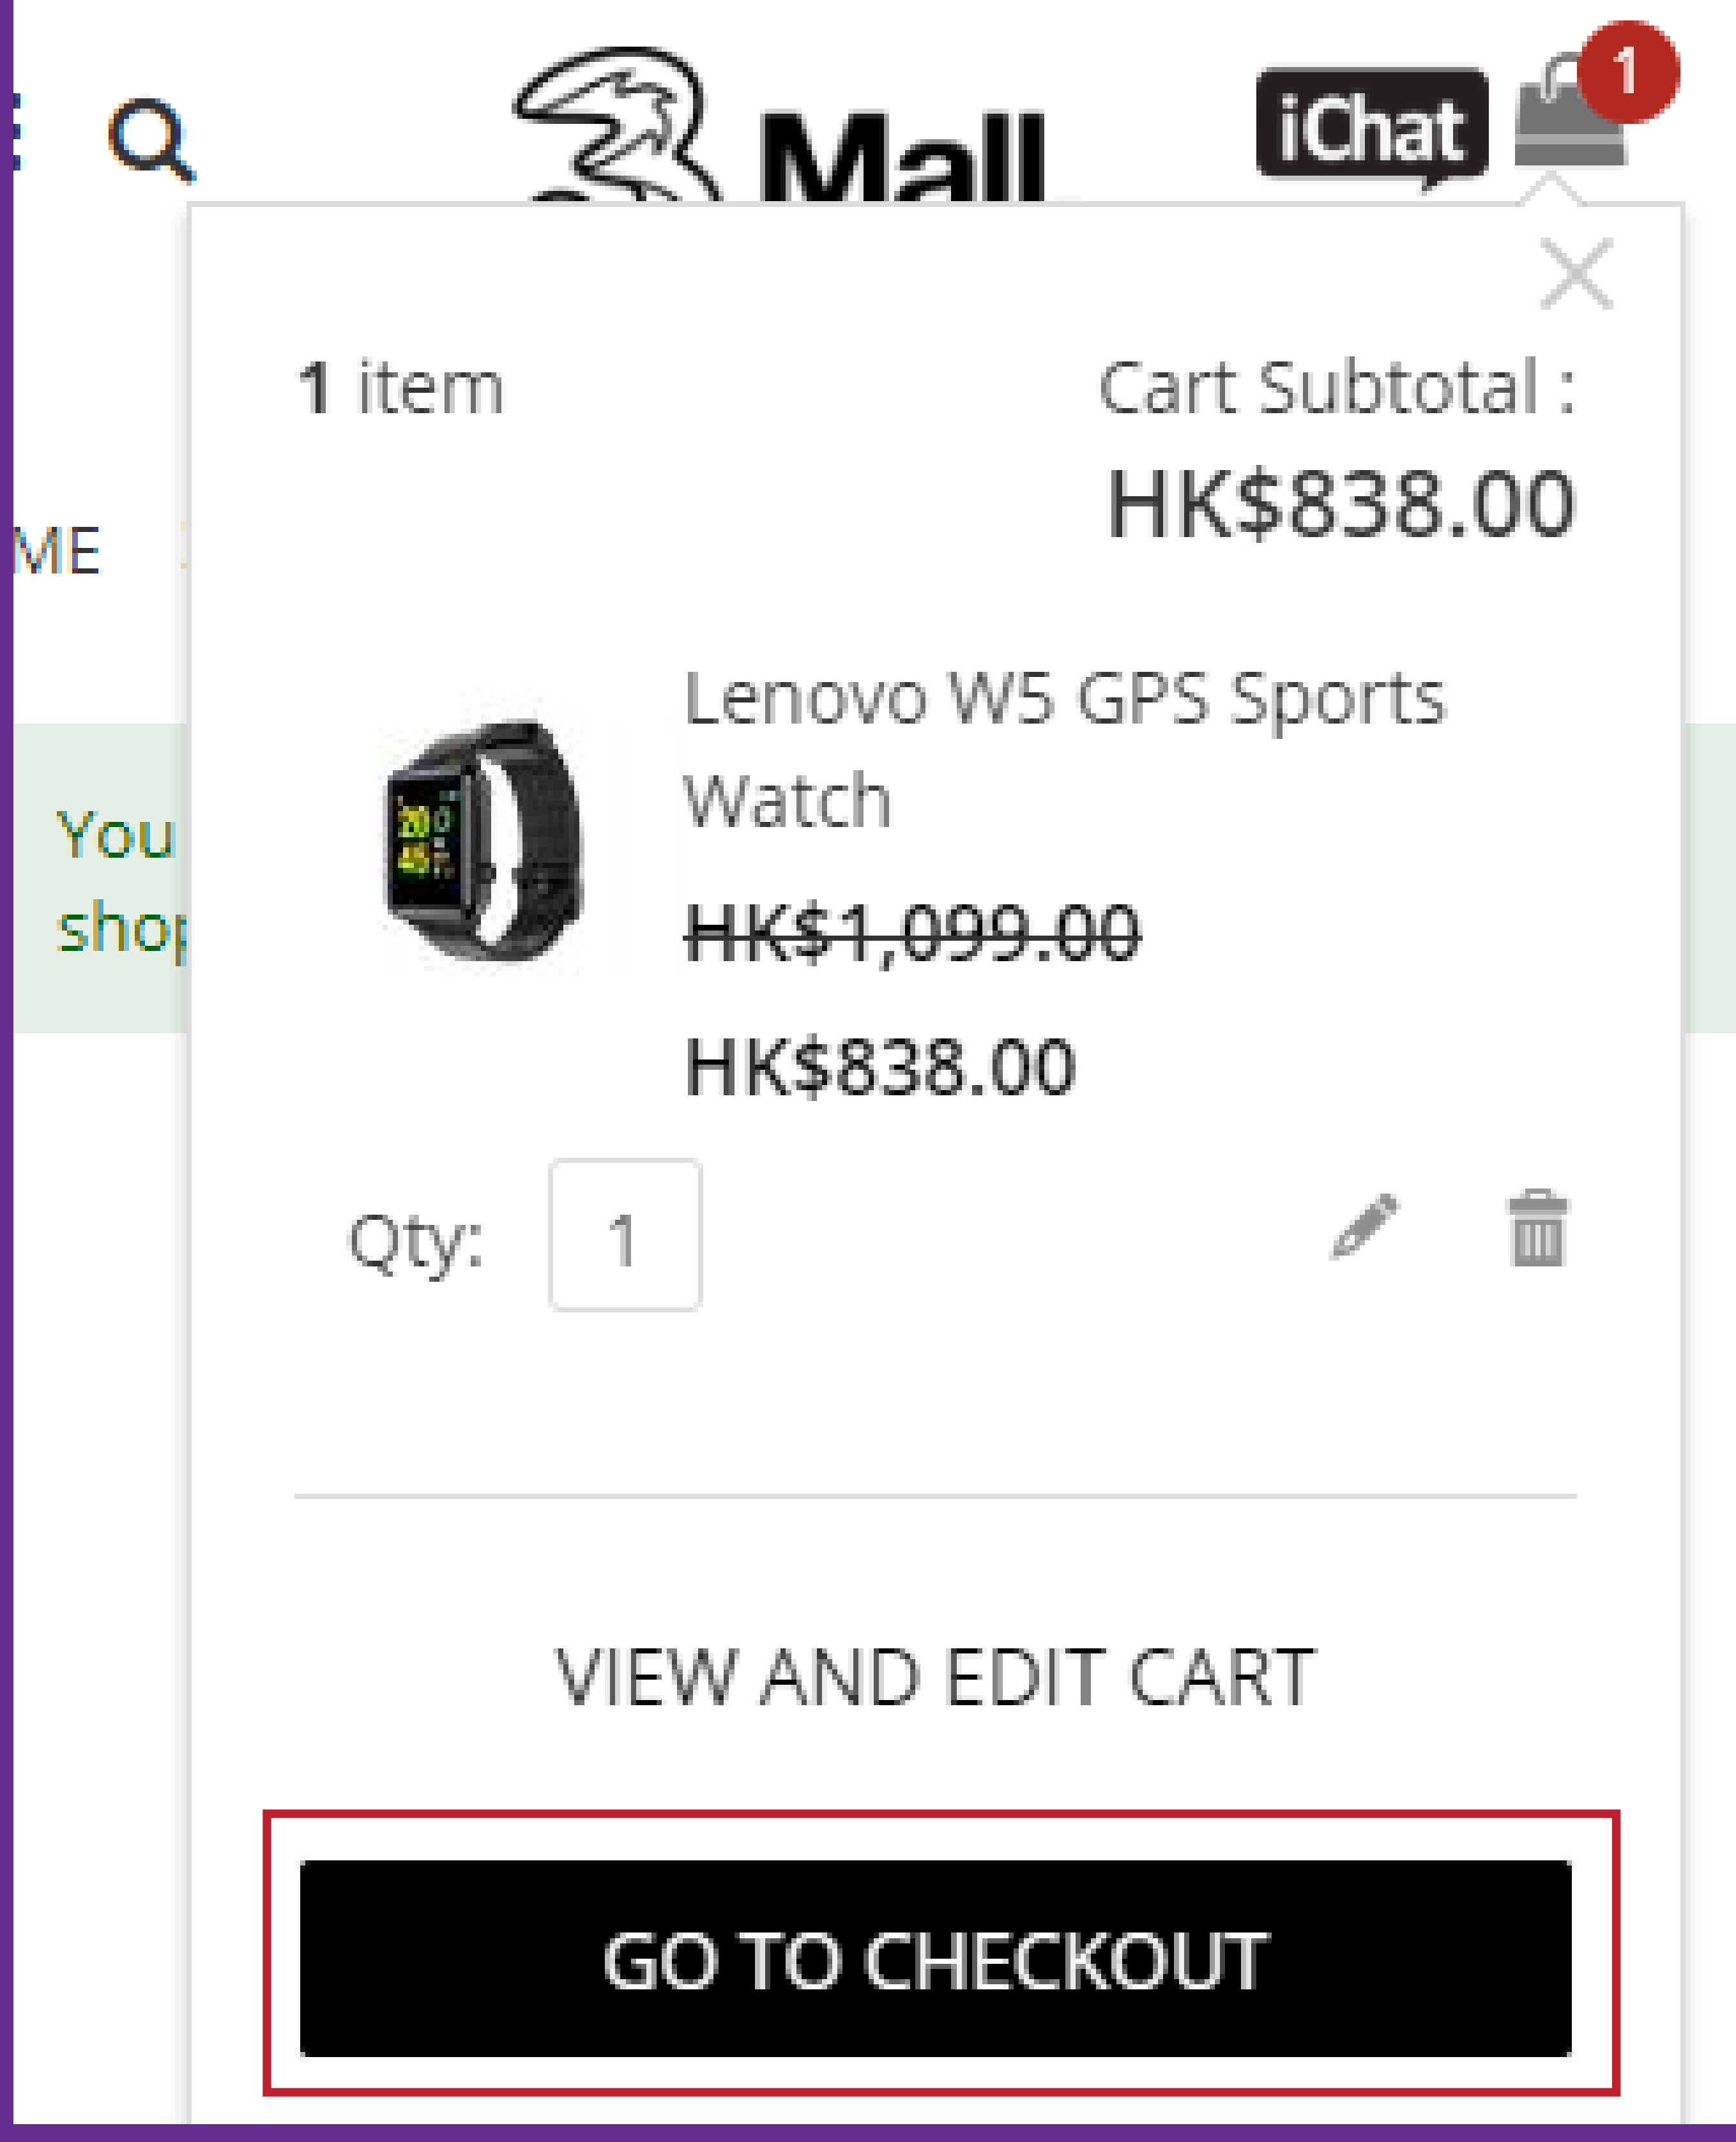 Mall
iChat
1
1 item
Cart Subtotal :
HK$838.00
ME
Lenovo W5 GPS Sports
Watch
You
shop
HK$1,099.00
HK$838.00
Qty: 1
VIEW AND EDIT CART
GO TO CHECKOUT